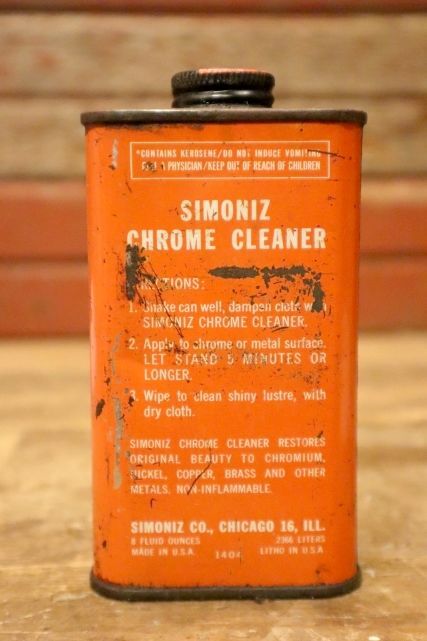 *CONTAINS KEROSENE/DO NOT INDUCE VOMITING
PHYSICIAN/KEEP OUT OF REACH OF CHILDREN
SIMONIZ
CHROME CLEANER
DIRECTIONS:
1. Shake can well, dampen cloth with
SIMONIZ CHROME CLEANER.
2. Apply to chrome or metal surface.
LET STAND 5 MINUTES OR
LONGER.
3. Wipe to clean shiny lustre, with
dry cloth.
SIMONIZ CHROME CLEANER RESTORES
ORIGINAL BEAUTY TO CHROMIUM,
NICKEL, COPPER, BRASS AND OTHER
METALS. NON-INFLAMMABLE.
SIMONIZ CO., CHICAGO 16, ILL.
8 FLUID OUNCES .2366 LITERS
MADE IN U.S.A. 1404 LITHO IN U.S.A